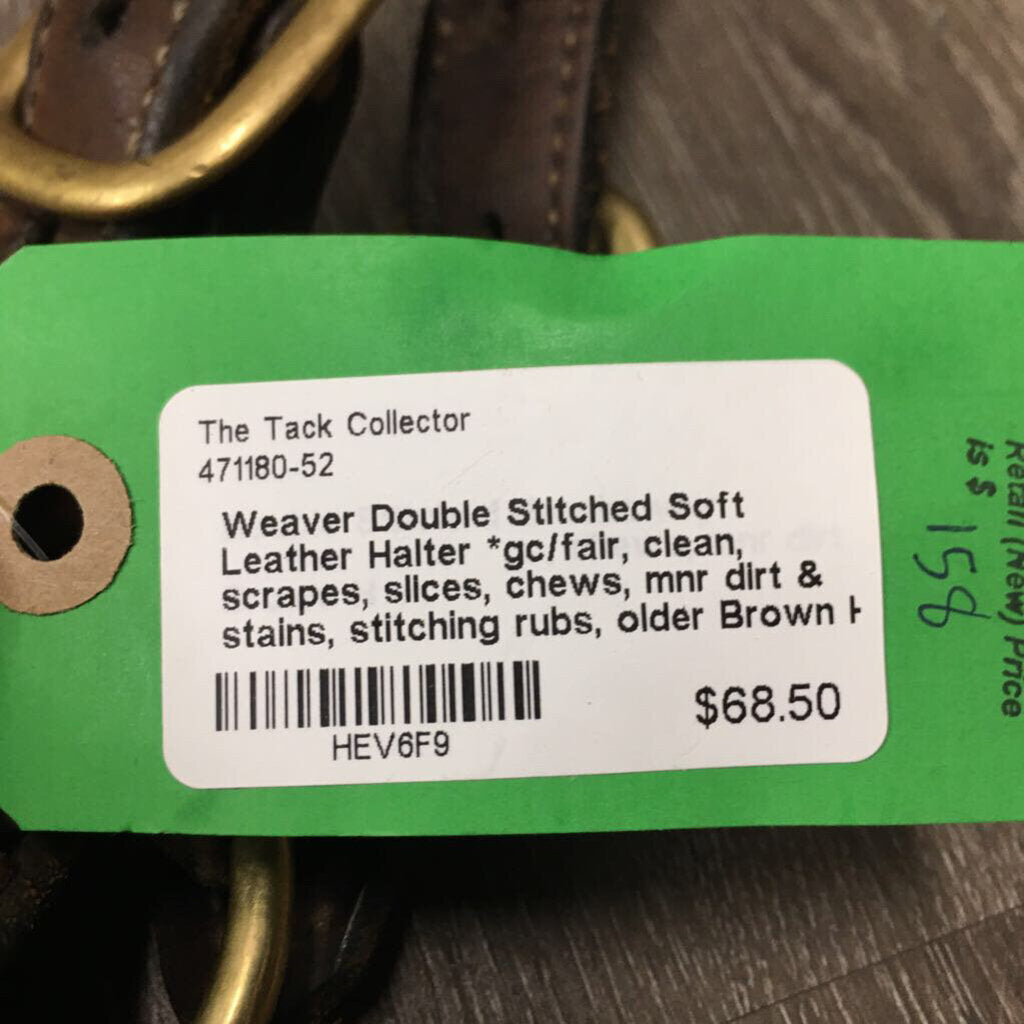 The Tack Collector
471180-52
Weaver Double Stitched Soft
Leather Halter *gc/fair, clean,
scrapes, slices, chews, mnr dirt &
stains, stitching rubs, older Brown H
HEV6F9
$68.50
Retail (New) Price
is $ 158